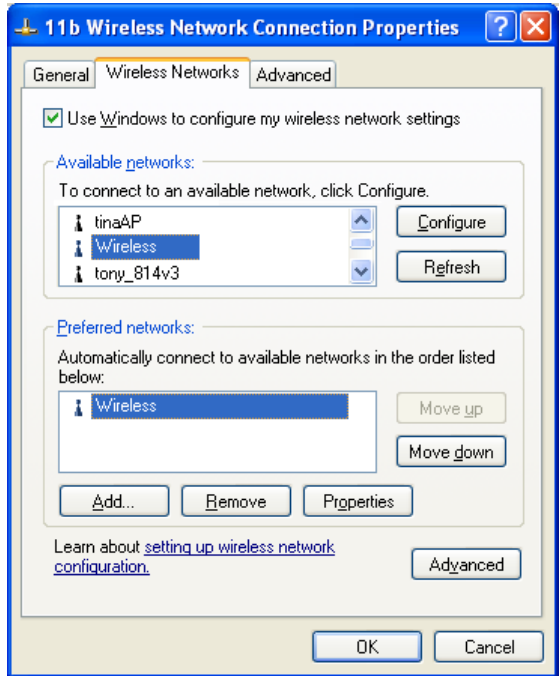 11b Wireless Network Connection Properties
General Wireless Networks Advanced
Use Windows to configure my wireless network settings
Available networks:
To connect to an available network, click Configure.
tinaAP
Wireless
tony_814v3
Configure
Refresh
Preferred networks:
Automatically connect to available networks in the order listed
below:
Wireless
Move up
Move down
Add... Remove Properties
Learn about setting up wireless network
configuration.
Advanced
OK Cancel